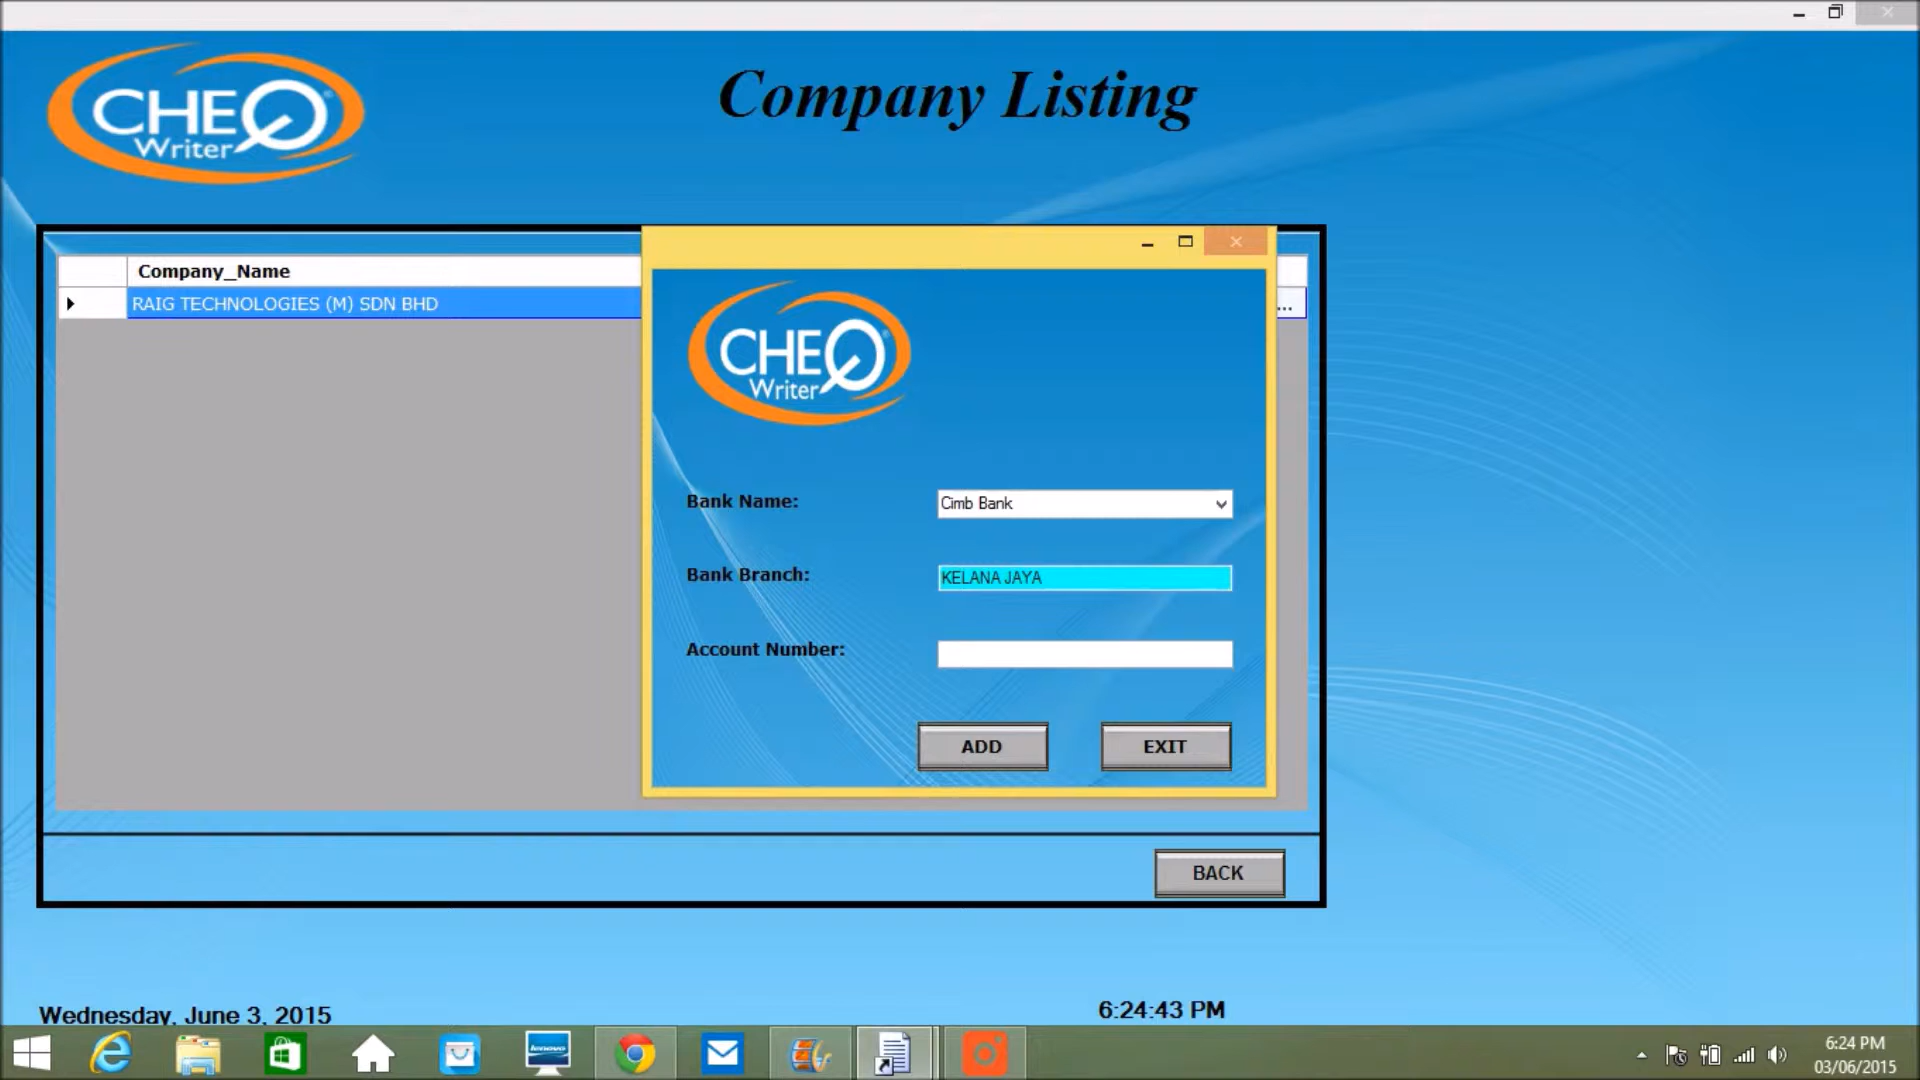 CHEQ
Writer
Company Listing
Company_Name
RAIG TECHNOLOGIES (M) SDN BHD
...
CHEQ
Writer
Bank Name:
Cimb Bank
Bank Branch:
KELANA JAYA
Account Number:
ADD
EXIT
BACK
Wednesday, June 3, 2015
6:24:43 PM
lenovo
6:24 PM
03/06/2015